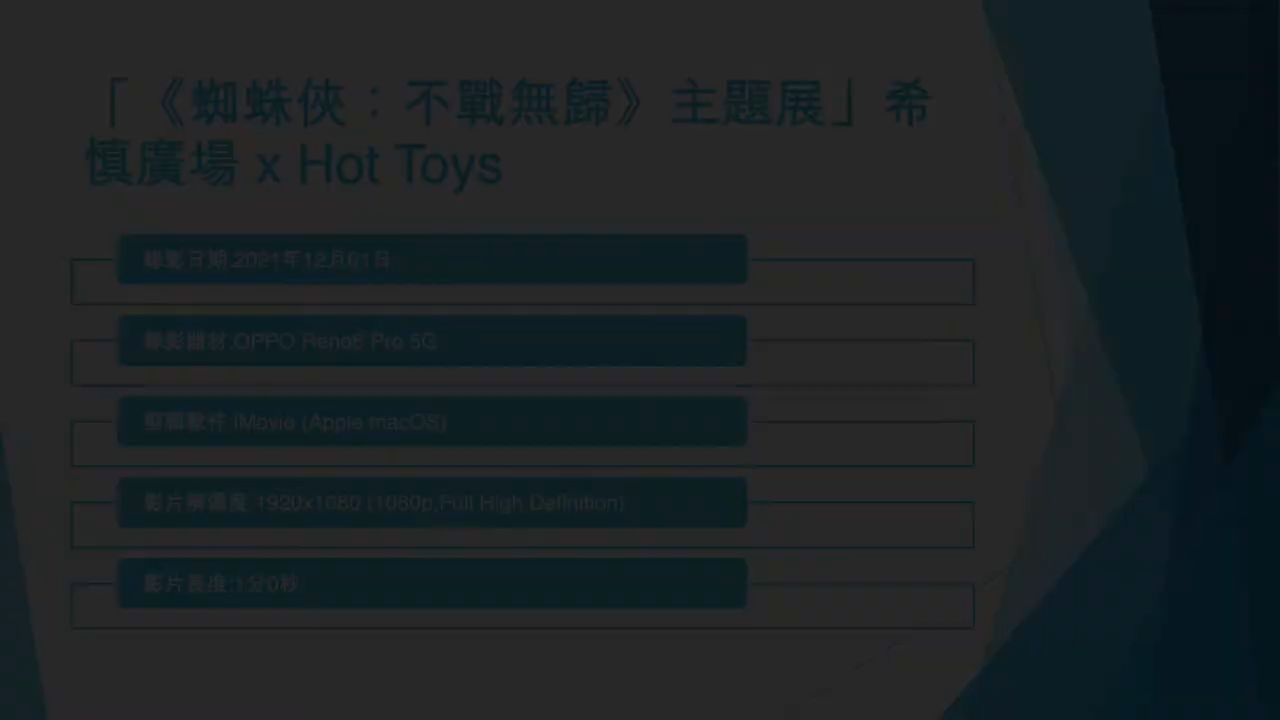 「《蜘蛛俠：不戰無歸》主題展」希
慎廣場 x Hot Toys
錄影日期:2021年12月01日
錄影器材:OPPO Reno6 Pro 5G
剪輯軟件:iMovie (Apple macOS)
影片解像度:1920x1080 (1080p,Full High Definition)
影片長度:1分0秒